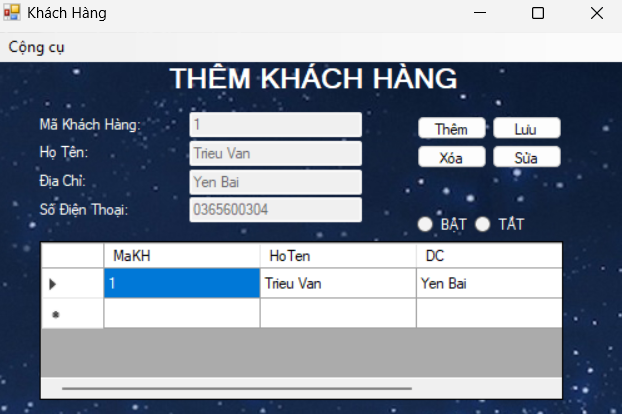 Khách Hàng
Cộng cụ
THÊM KHÁCH HÀNG
Mã Khách Hàng: 1
Họ Tên: Trieu Van
Địa Chỉ: Yen Bai
Số Điện Thoại: 0365600304
Thêm Lưu
Xóa Sửa
BẬT TẮT
MaKH HoTen DC
1 Trieu Van Yen Bai